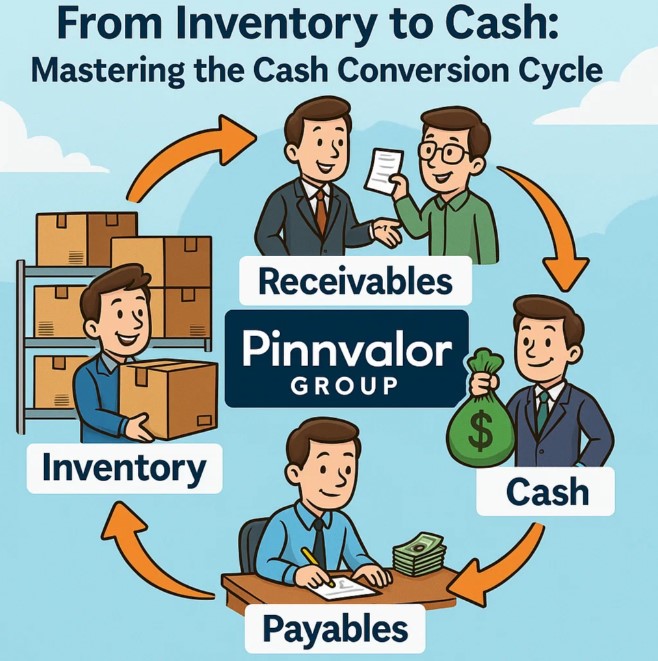 From Inventory to Cash:
Mastering the Cash Conversion Cycle
Receivables
Pinnvalor
GROUP
Inventory
$
Cash
Payables